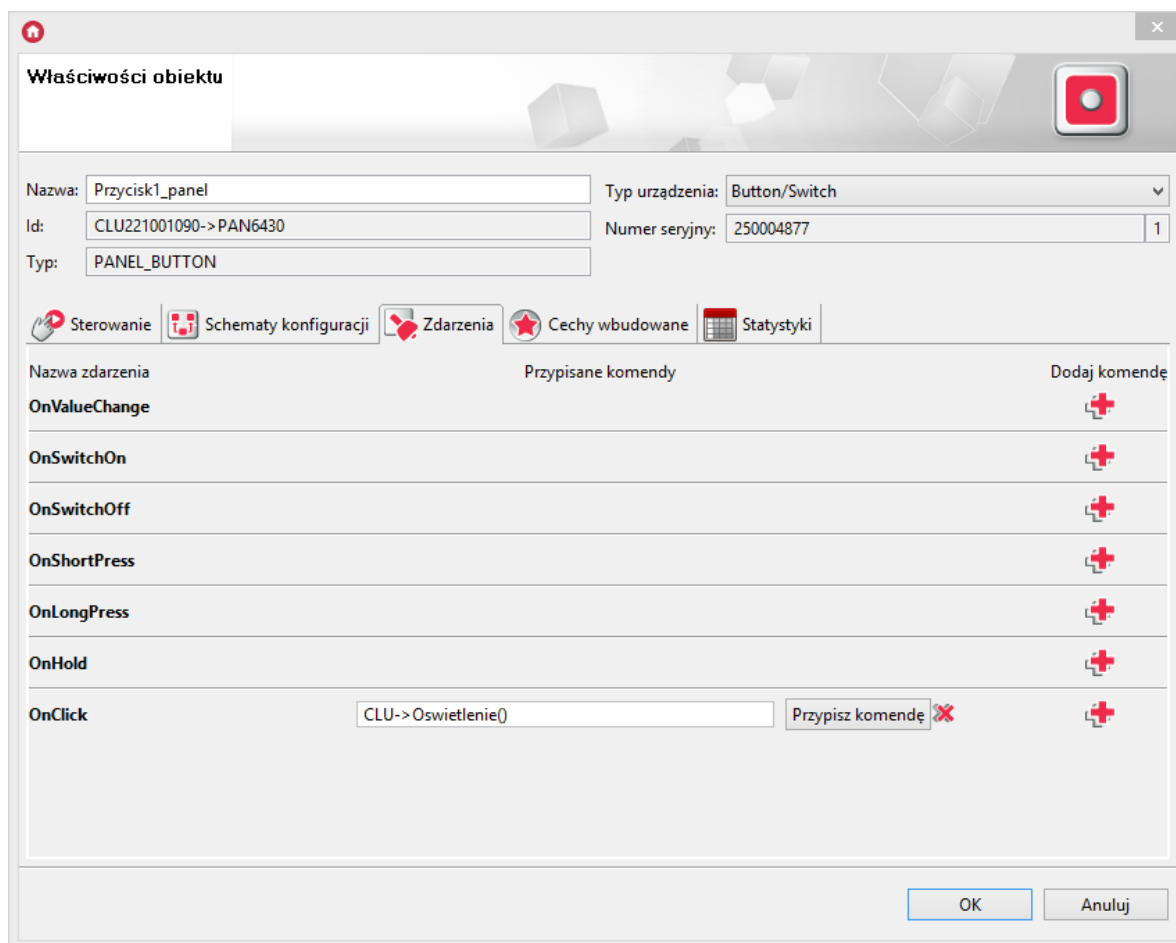 Właściwości obiektu
Nazwa: Przycisk1_panel Typ urządzenia: Button/Switch
Id: CLU221001090->PAN6430 Numer seryjny: 250004877 1
Typ: PANEL_BUTTON
Sterowanie Schematy konfiguracji Zdarzenia Cechy wbudowane Statystyki
Nazwa zdarzenia Przypisane komendy Dodaj komendę
OnValueChange
OnSwitchOn
OnSwitchOff
OnShortPress
OnLongPress
OnHold
OnClick CLU->Oswietlenie() Przypisz komendę
OK Anuluj